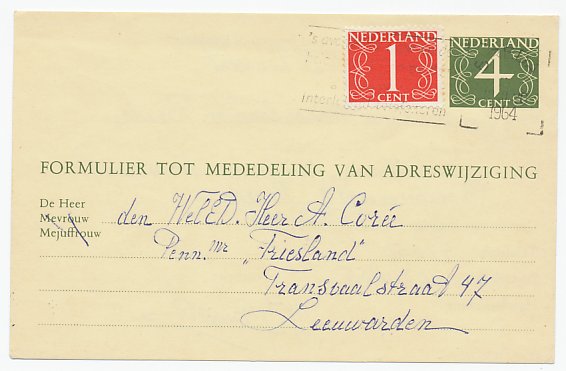 NEDERLAND
1
CENT
NEDERLAND
4
CENT
's avo
1964
FORMULIER TOT MEDEDELING VAN ADRESWIJZIGING
De Heer
Mevrouw
Mejuffrouw
den WelEd. Heer A. Corée
Penn.mr "Friesland"
Transvaalstraat 47
Leeuwarden